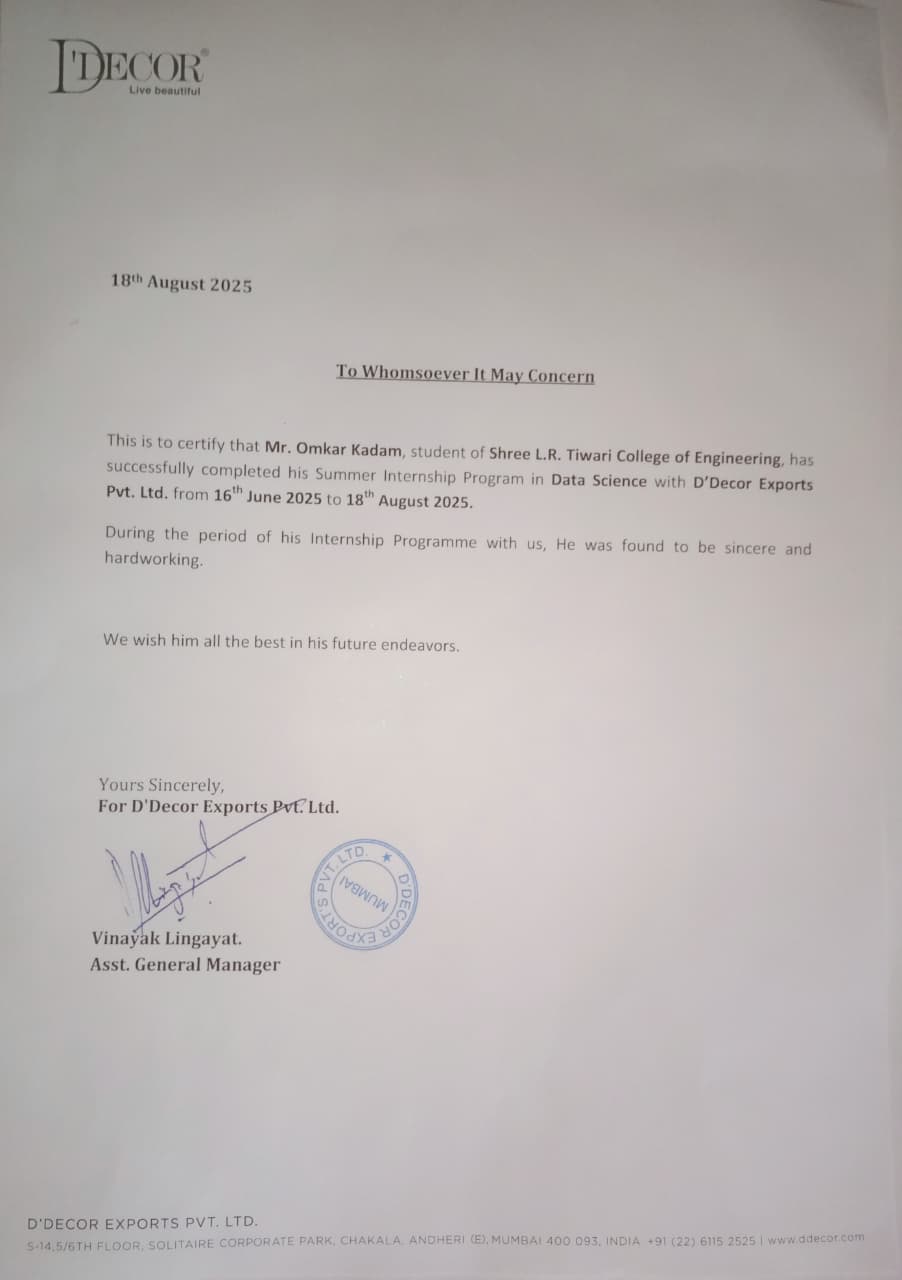 D'DECOR®
Live beautiful
18th August 2025
To Whomsoever It May Concern
This is to certify that Mr. Omkar Kadam, student of Shree L.R. Tiwari College of Engineering, has
successfully completed his Summer Internship Program in Data Science with D'Decor Exports
Pvt. Ltd. from 16th June 2025 to 18th August 2025.
During the period of his Internship Programme with us, He was found to be sincere and
hardworking.
We wish him all the best in his future endeavors.
Yours Sincerely,
For D'Decor Exports Pvt. Ltd.
D'DECOR EXPORT'S PVT. LTD. ★
MUMBAI
Vinayak Lingayat.
Asst. General Manager
D'DECOR EXPORTS PVT. LTD.
S-14,5/6TH FLOOR, SOLITAIRE CORPORATE PARK, CHAKALA, ANDHERI (E), MUMBAI 400 093, INDIA +91 (22) 6115 2525 | www.ddecor.com